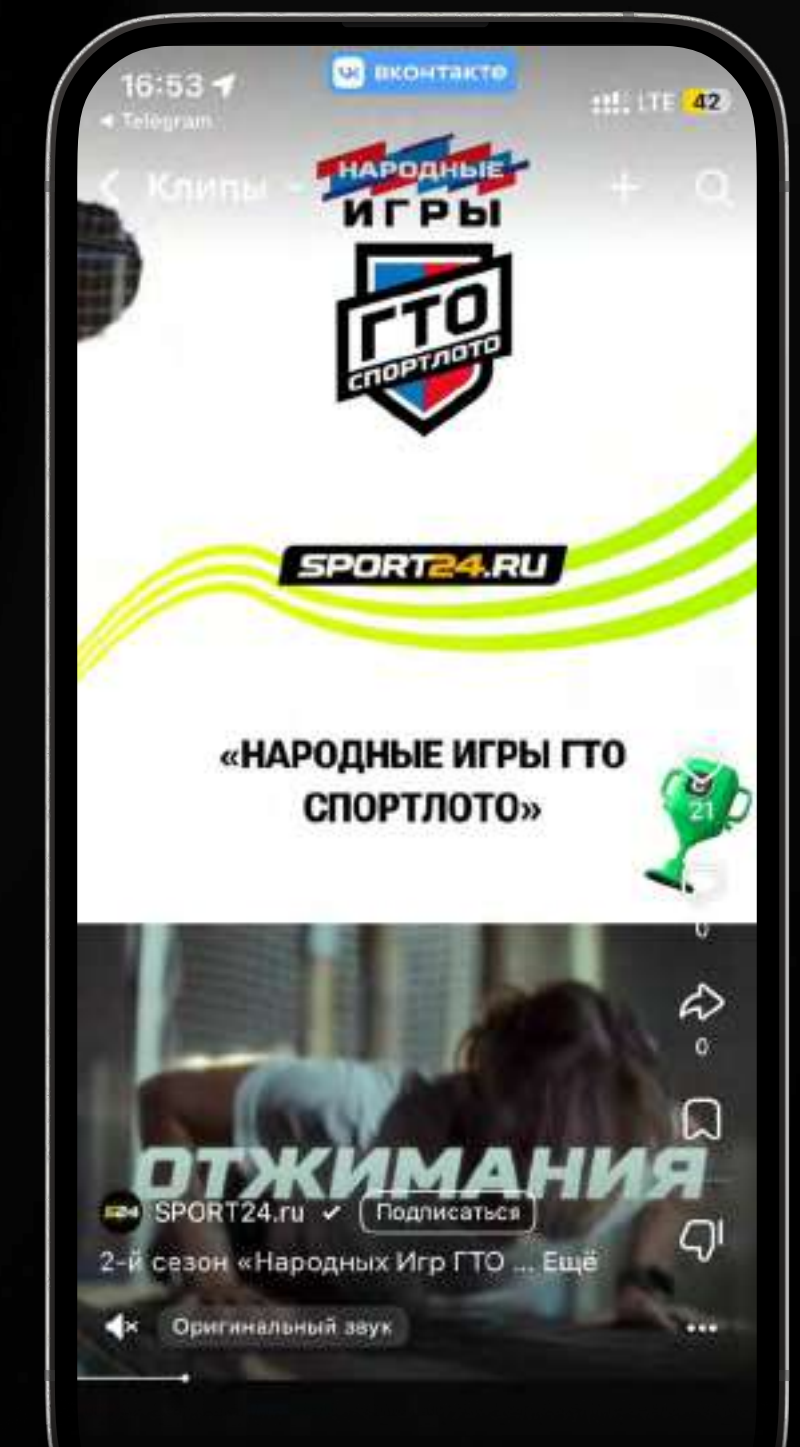 16:53
вконтакте
LTE 42
Telegram
Клипы
НАРОДНЫЕ
ИГРЫ
ГТО
СПОРТЛОТО
SPORT24.RU
«НАРОДНЫЕ ИГРЫ ГТО
СПОРТЛОТО»
21
0
0
ОТЖИМАНИЯ
S24 SPORT24.ru Подписаться
2-й сезон «Народных Игр ГТО ... Ещё
Оригинальный звук